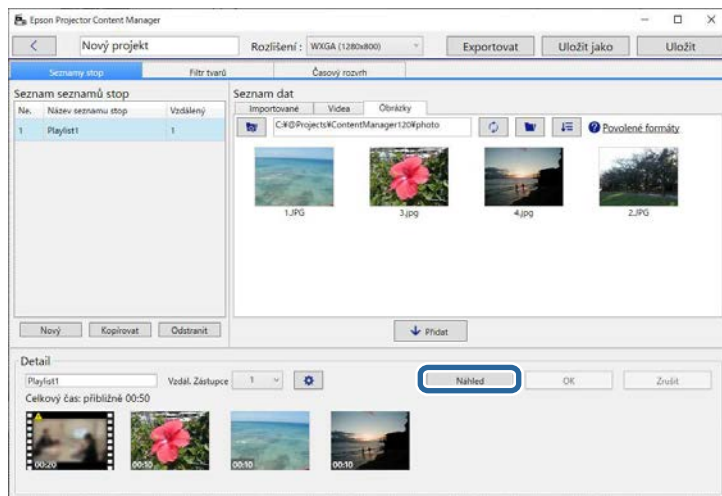 Epson Projector Content Manager
Nový projekt Rozlišení : WXGA (1280x800) Exportovat Uložit jako Uložit
Seznamy stop Filtr tvarů Časový rozvrh
Seznam seznamů stop
Ne. Název seznamu stop Vzdálený
1 Playlist1 1
Nový Kopírovat Odstranit
Seznam dat
Importované Videa Obrázky
C:¥@Projects¥ContentManager120¥photo Povolené formáty
1.JPG 3.jpg 4.jpg 2.JPG
Přidat
Detail
Playlist1 Vzdál. Zástupce 1 Náhled OK Zrušit
Celkový čas: přibližně 00:50
00:20 00:10 00:10 00:10